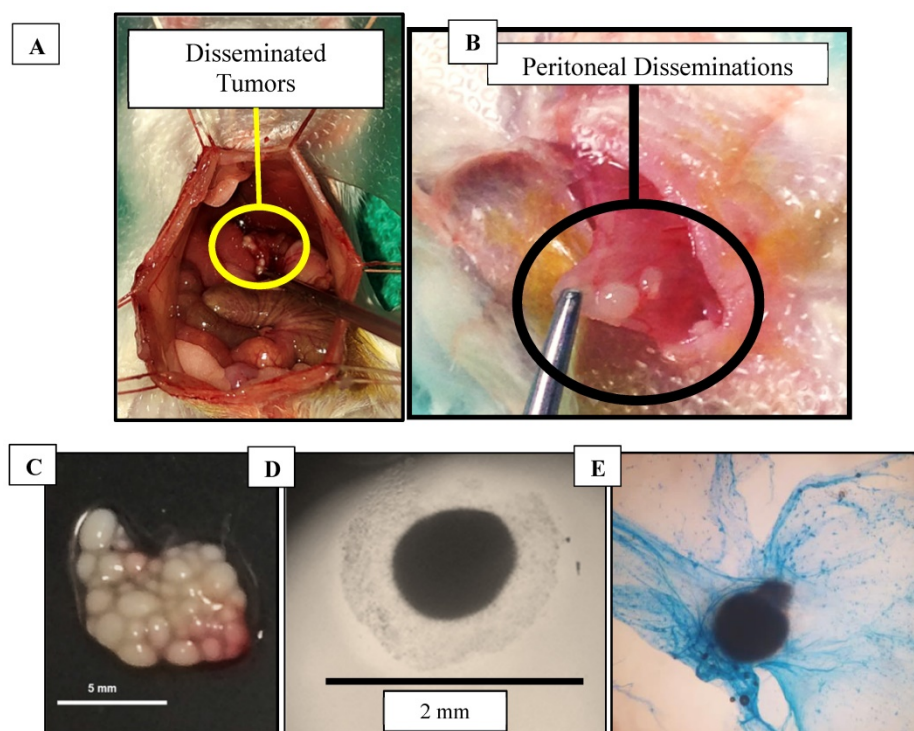 A
Disseminated
Tumors
B
Peritoneal Disseminations
C
D
E
5 mm
2 mm